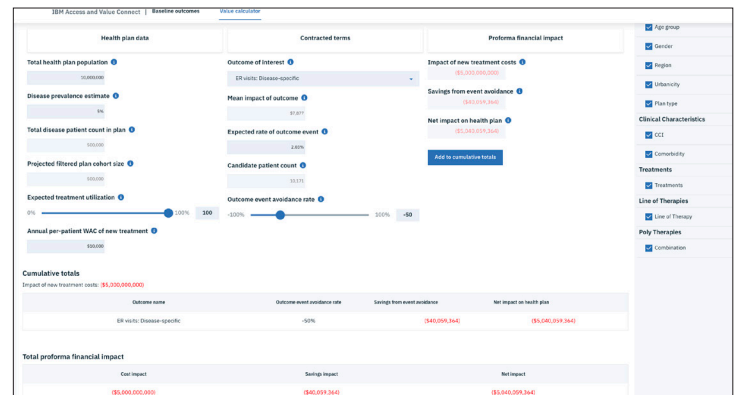 IBM Access and Value Connect | Baseline outcomes Value calculator
Health plan data
Contracted terms
Proforma financial impact
Total health plan population
10,000,000
Disease prevalence estimate
5%
Total disease patient count in plan
500,000
Projected filtered plan cohort size
500,000
Expected treatment utilization
0% 100% 100
Annual per-patient WAC of new treatment
$10,000
Outcome of Interest
ER visits: Disease-specific
Mean impact of outcome
$7,877
Expected rate of outcome event
Candidate patient count
Outcome event avoidance rate
-100% 100% -50
Impact of new treatment costs
Savings from event avoidance
($40,059,364)
Net impact on health plan
($5,040,059,364)
Add to cumulative totals
Age group
Gender
Region
Urbanicity
Plan type
Clinical Characteristics
CCI
Comorbidity
Treatments
Treatments
Line of Therapies
Line of Therapy
Poly Therapies
Combination
Cumulative totals
Impact of new treatment costs:
Outcome name Outcome event avoidance rate Savings from event avoidance Net impact on health plan
ER visits: Disease-specific -50% ($40,059,364) ($5,040,059,364)
Total proforma financial impact
Cost impact Savings impact Net impact
($5,000,000,000) ($40,059,364) ($5,040,059,364)